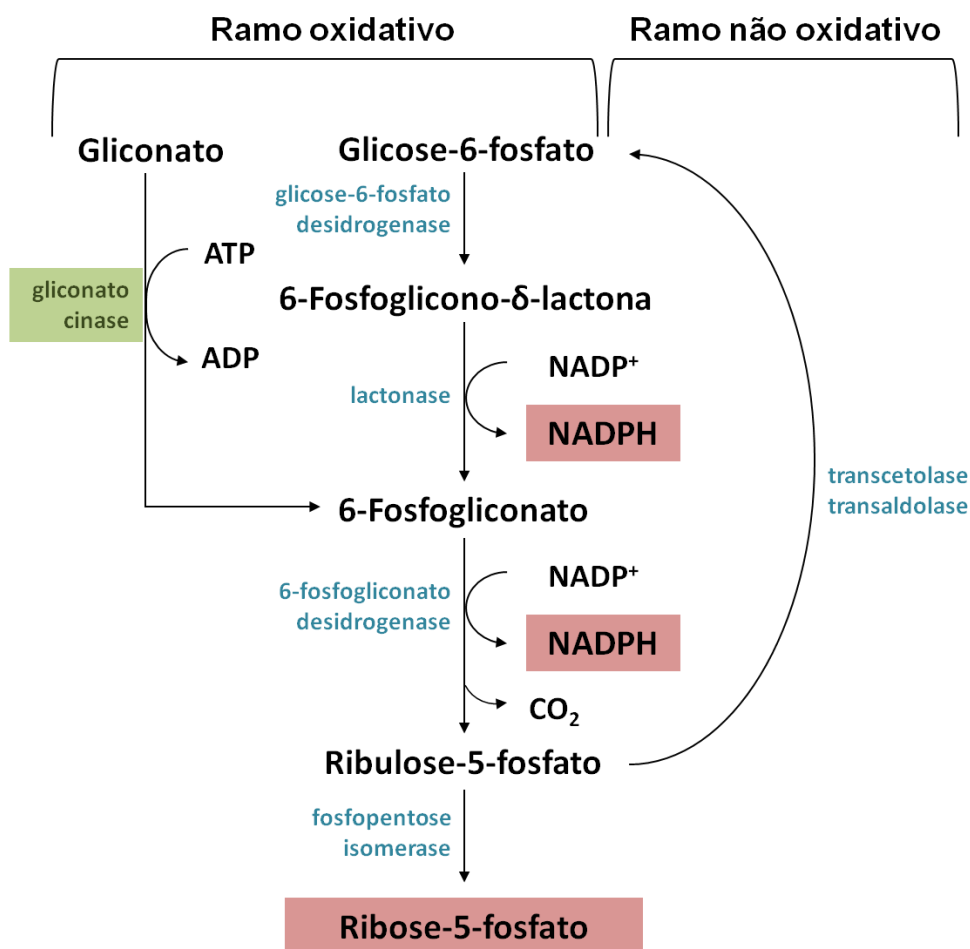 Ramo oxidativo
Ramo não oxidativo
Gliconato
Glicose-6-fosfato
glicose-6-fosfato
desidrogenase
ATP
gliconato
cinase
6-Fosfoglicono-δ-lactona
ADP
NADP⁺
lactonase
NADPH
transcetolase
transaldolase
6-Fosfogliconato
NADP⁺
6-fosfogliconato
desidrogenase
NADPH
CO₂
Ribulose-5-fosfato
fosfopentose
isomerase
Ribose-5-fosfato